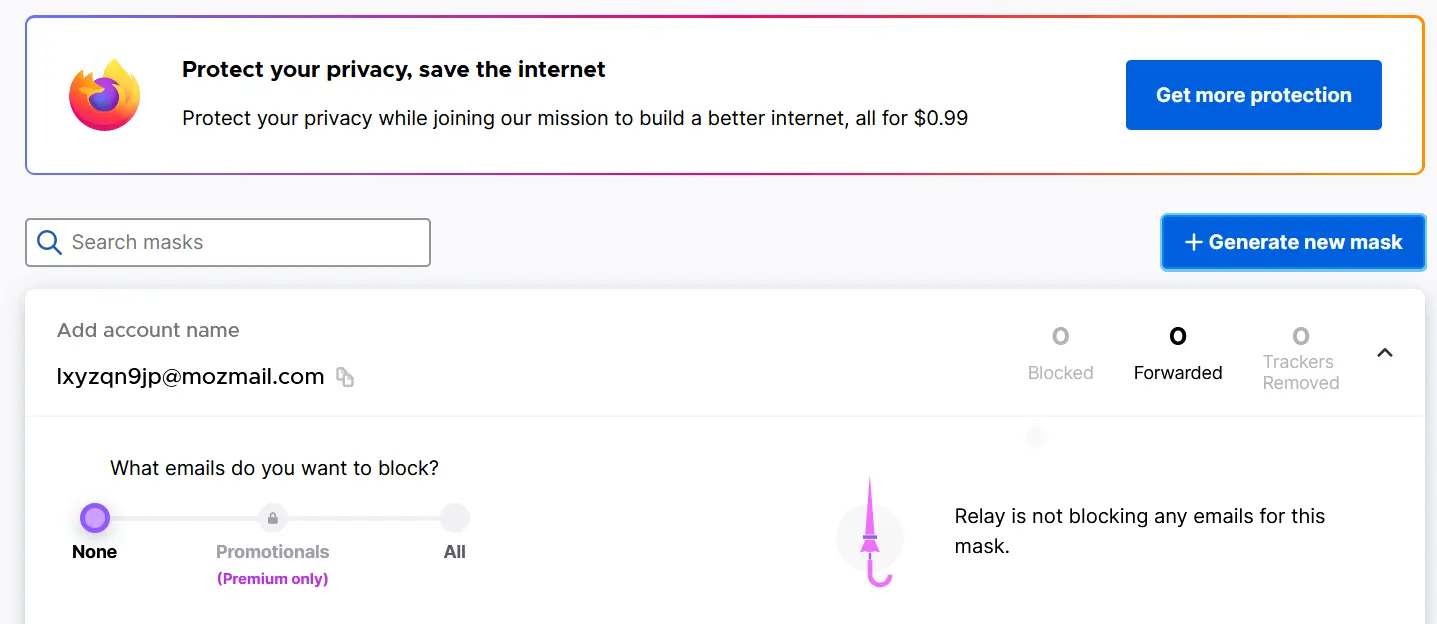 Protect your privacy, save the internet
Protect your privacy while joining our mission to build a better internet, all for $0.99
Get more protection
Search masks
+ Generate new mask
Add account name
lxyzqn9jp@mozmail.com
0
Blocked
0
Forwarded
0
Trackers
Removed
What emails do you want to block?
None
Promotionals
(Premium only)
All
Relay is not blocking any emails for this
mask.